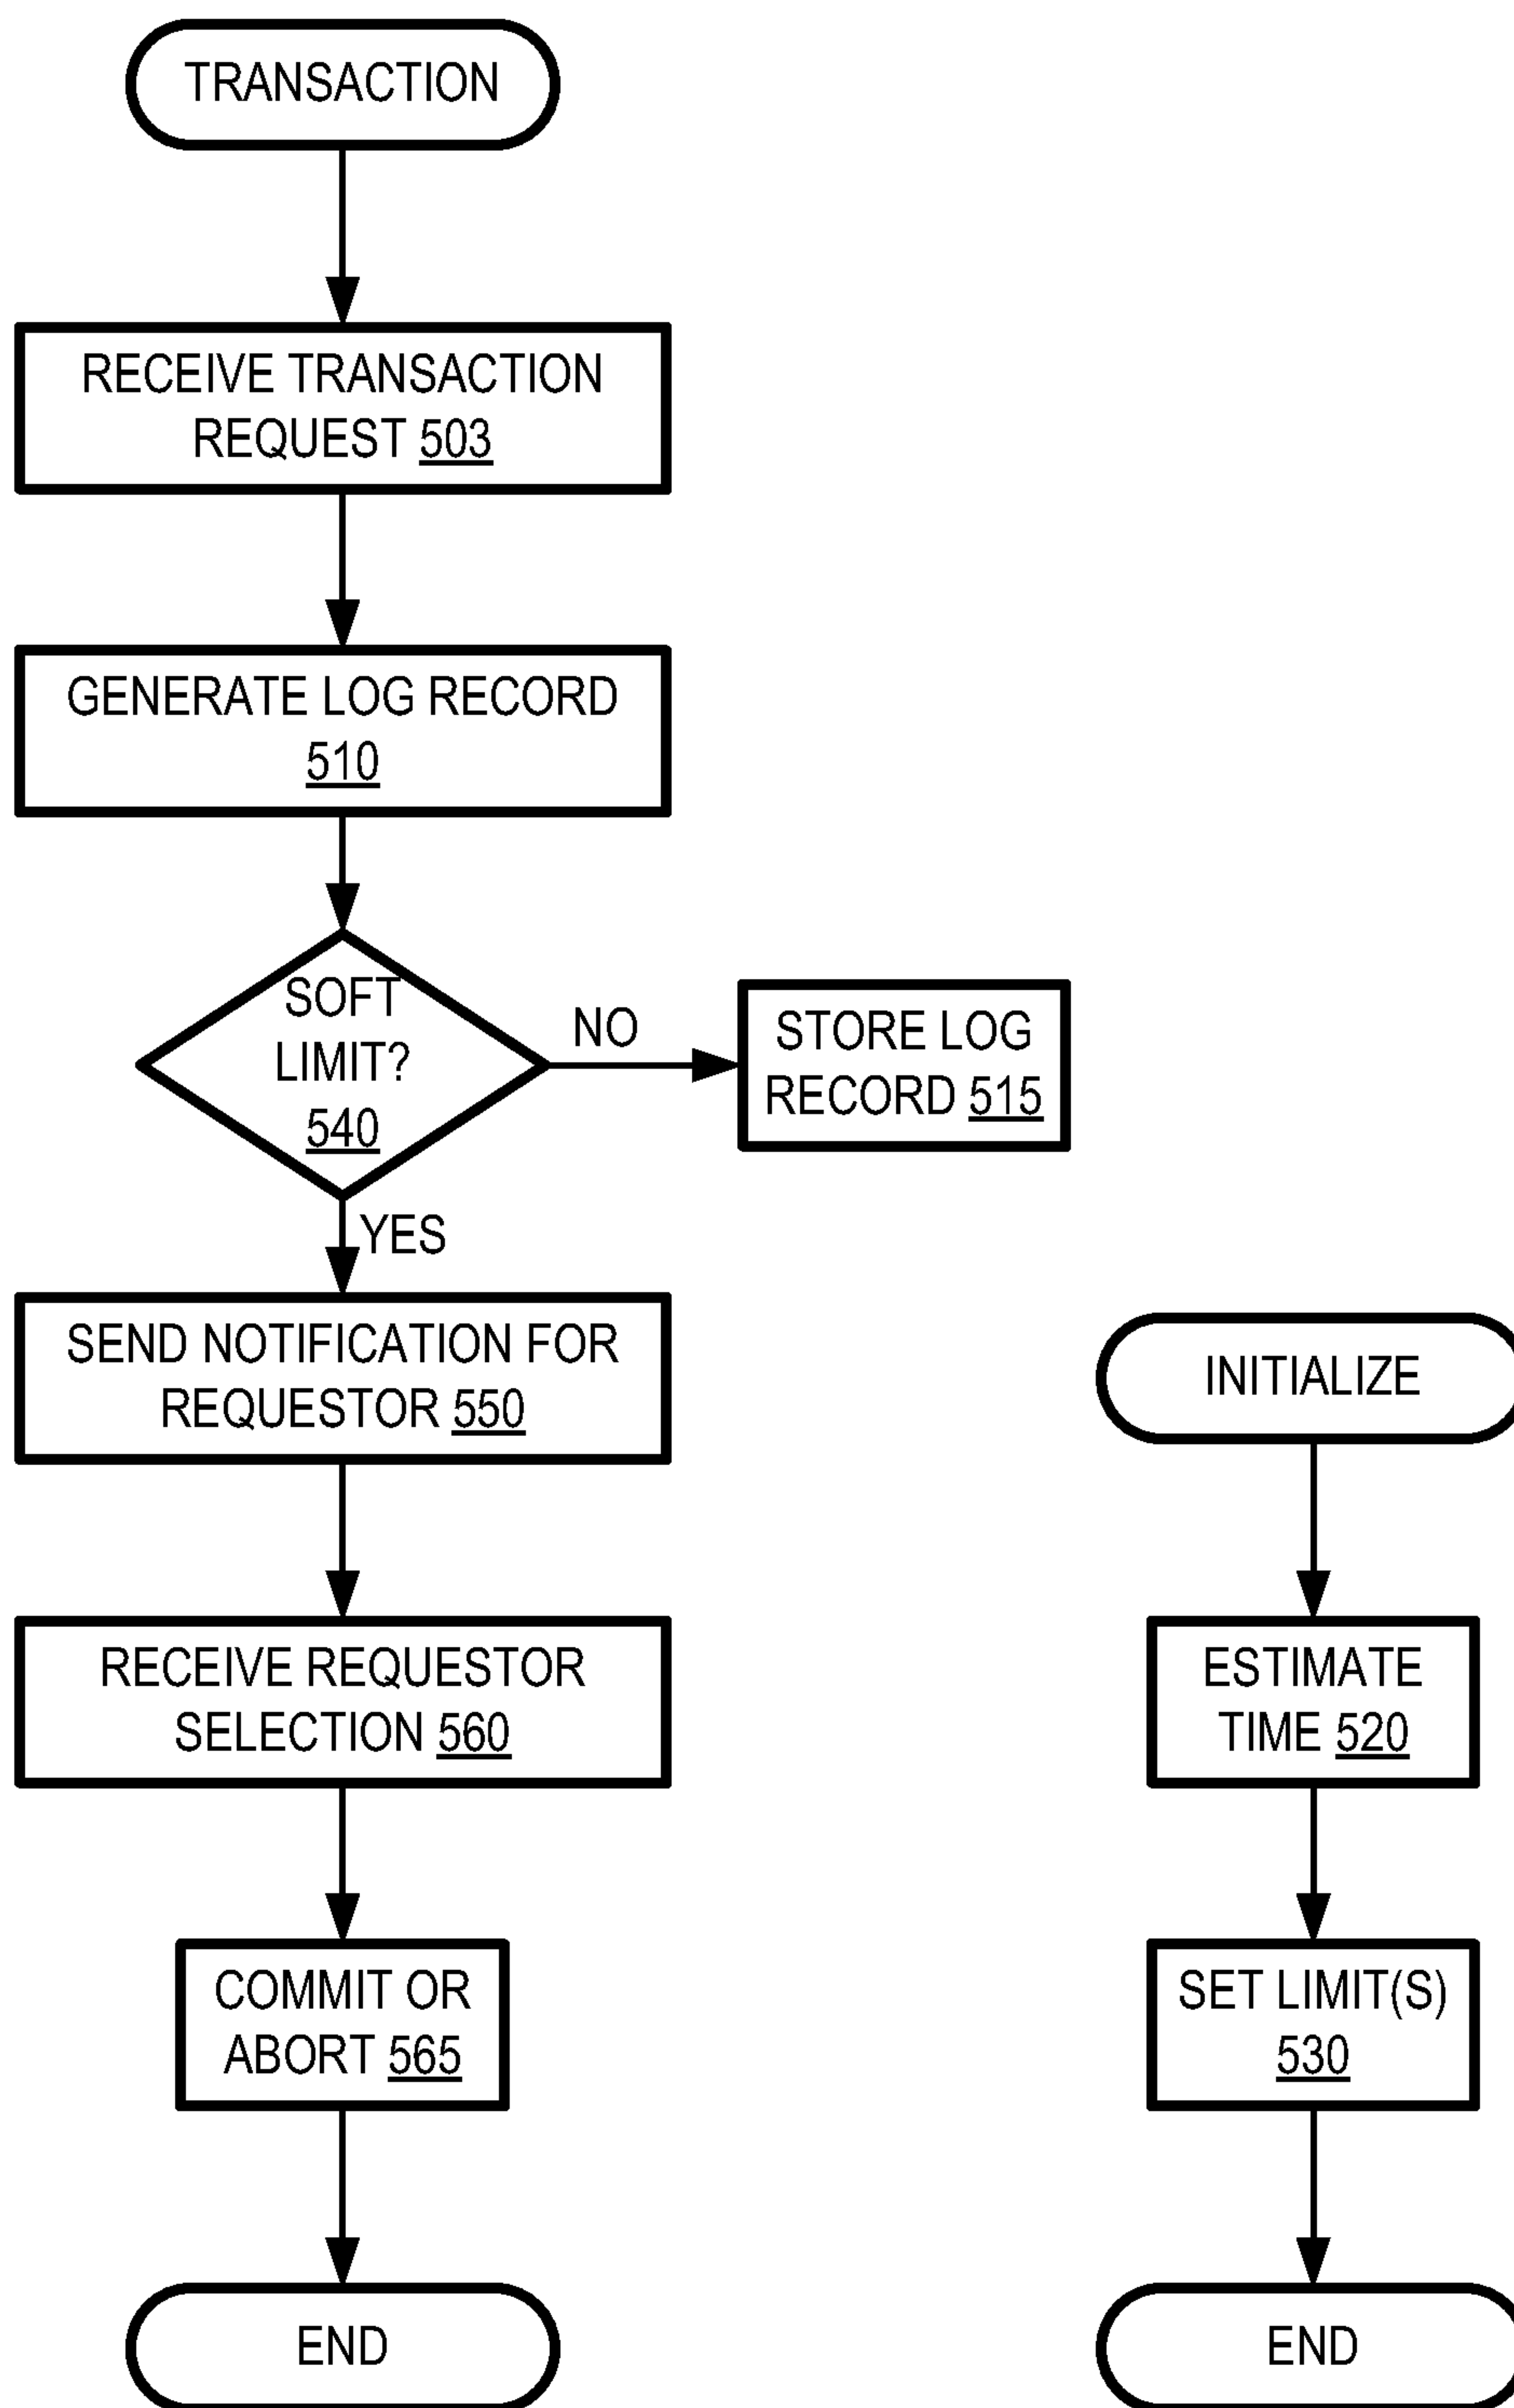 TRANSACTION
RECEIVE TRANSACTION
REQUEST 503
GENERATE LOG RECORD
510
SOFT
LIMIT?
540
NO
STORE LOG
RECORD 515
YES
SEND NOTIFICATION FOR
REQUESTOR 550
RECEIVE REQUESTOR
SELECTION 560
COMMIT OR
ABORT 565
END
INITIALIZE
ESTIMATE
TIME 520
SET LIMIT(S)
530
END